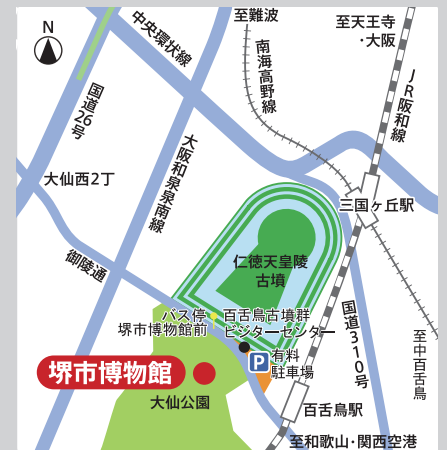 N
中央環状線
至難波
至天王寺
・大阪
南海高野線
JR阪和線
国道26号
大阪和泉泉南線
大仙西2丁
三国ヶ丘駅
御陵通
仁徳天皇陵
古墳
バス停
堺市博物館前
百舌鳥古墳群
ビジターセンター
国道310号
至中百舌鳥
P
有料
駐車場
堺市博物館
大仙公園
百舌鳥駅
至和歌山・関西空港